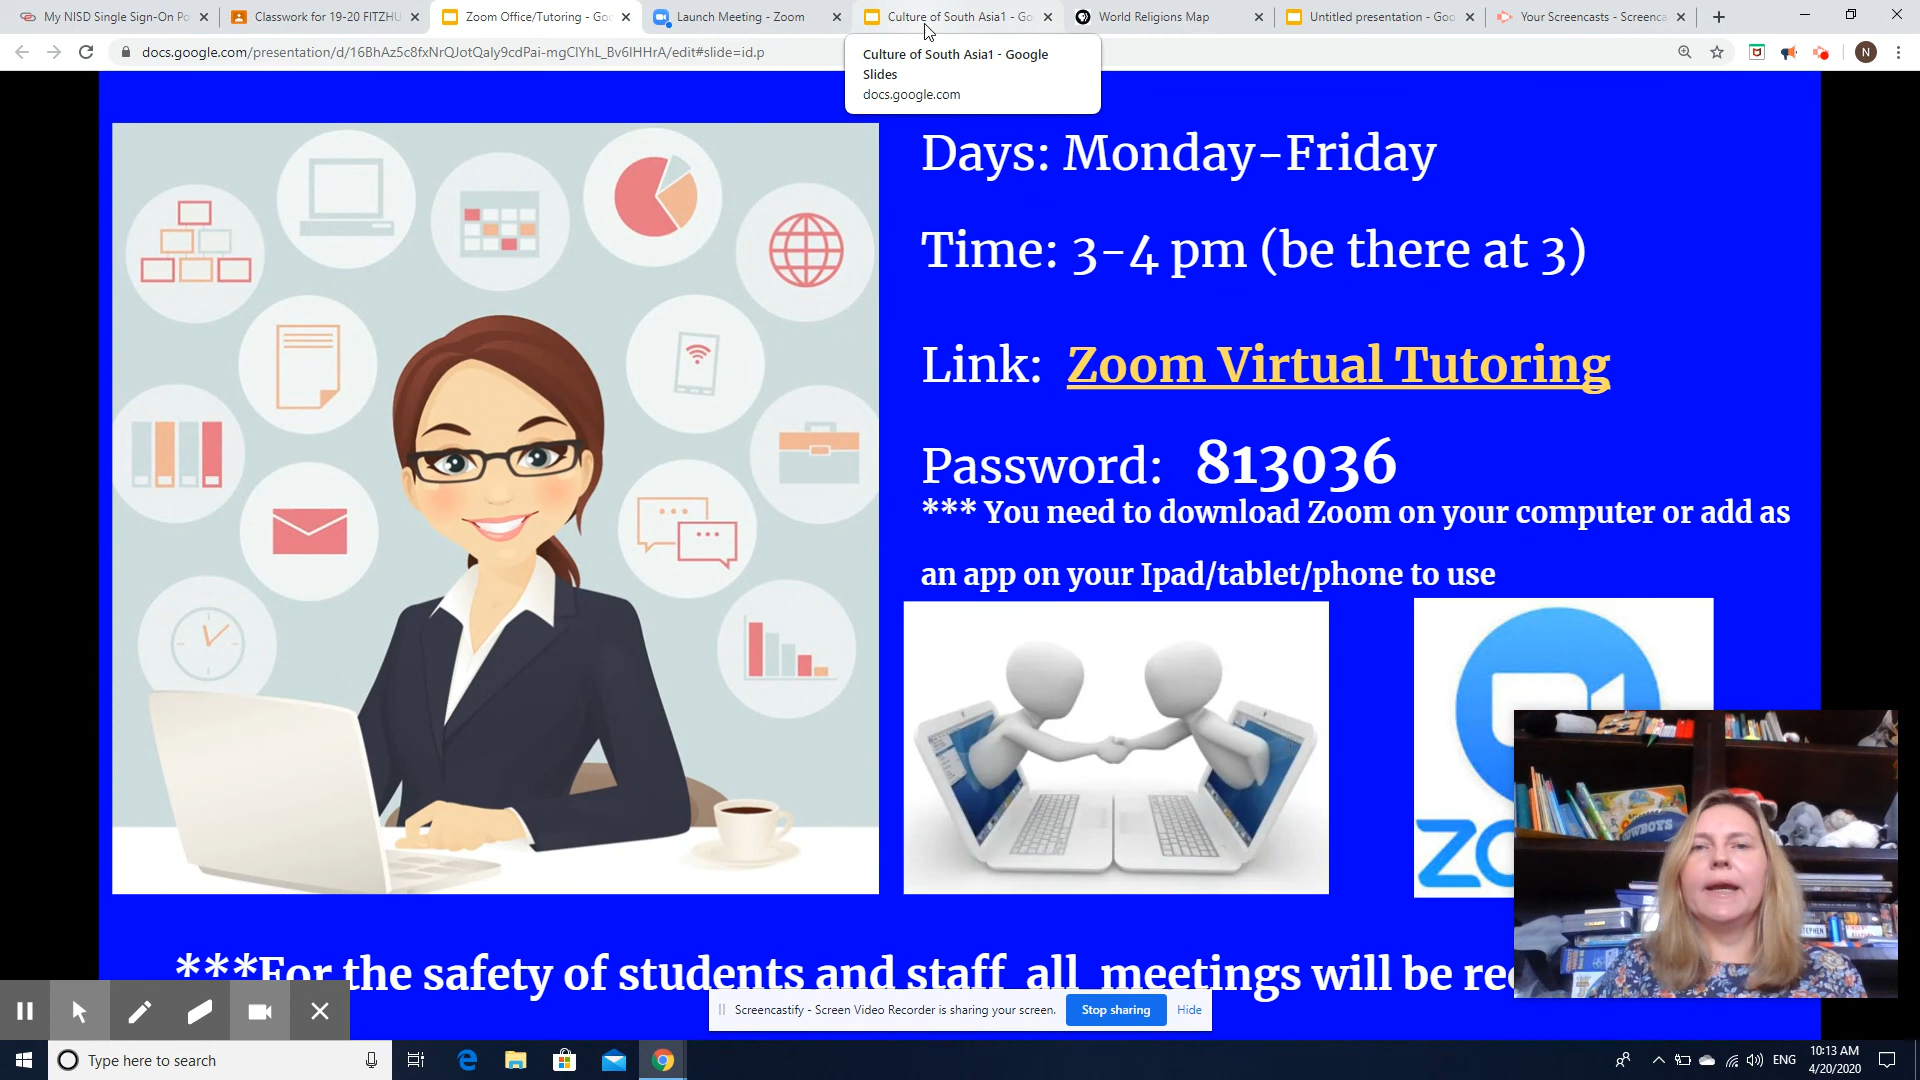 My NISD Single Sign-On Po
Classwork for 19-20 FITZHU
Zoom Office/Tutoring - Goo
Launch Meeting - Zoom
Culture of South Asia1 - Go
World Religions Map
Untitled presentation - Goo
Your Screencasts - Screenca
docs.google.com/presentation/d/16BhAz5c8fxNrQJotQaly9cdPai-mgClYhL_Bv6lHHrA/edit#slide=id.p
N
Culture of South Asia1 - Google
Slides
docs.google.com
Days: Monday-Friday
Time: 3-4 pm (be there at 3)
Link: Zoom Virtual Tutoring
Password: 813036
*** You need to download Zoom on your computer or add as
an app on your Ipad/tablet/phone to use
COWBOYS
STEPHEN
***For the safety of students and staff all meetings will be rec
Screencastify - Screen Video Recorder is sharing your screen.
Stop sharing
Hide
Type here to search
ENG
10:13 AM
4/20/2020